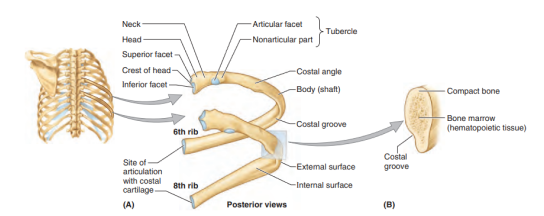 Neck
Head
Superior facet
Crest of head
Inferior facet
Articular facet
Nonarticular part
Tubercle
Costal angle
Body (shaft)
Costal groove
6th rib
Site of
articulation
with costal
cartilage
8th rib
External surface
Internal surface
(A)
Posterior views
Compact bone
Bone marrow
(hematopoietic tissue)
Costal
groove
(B)